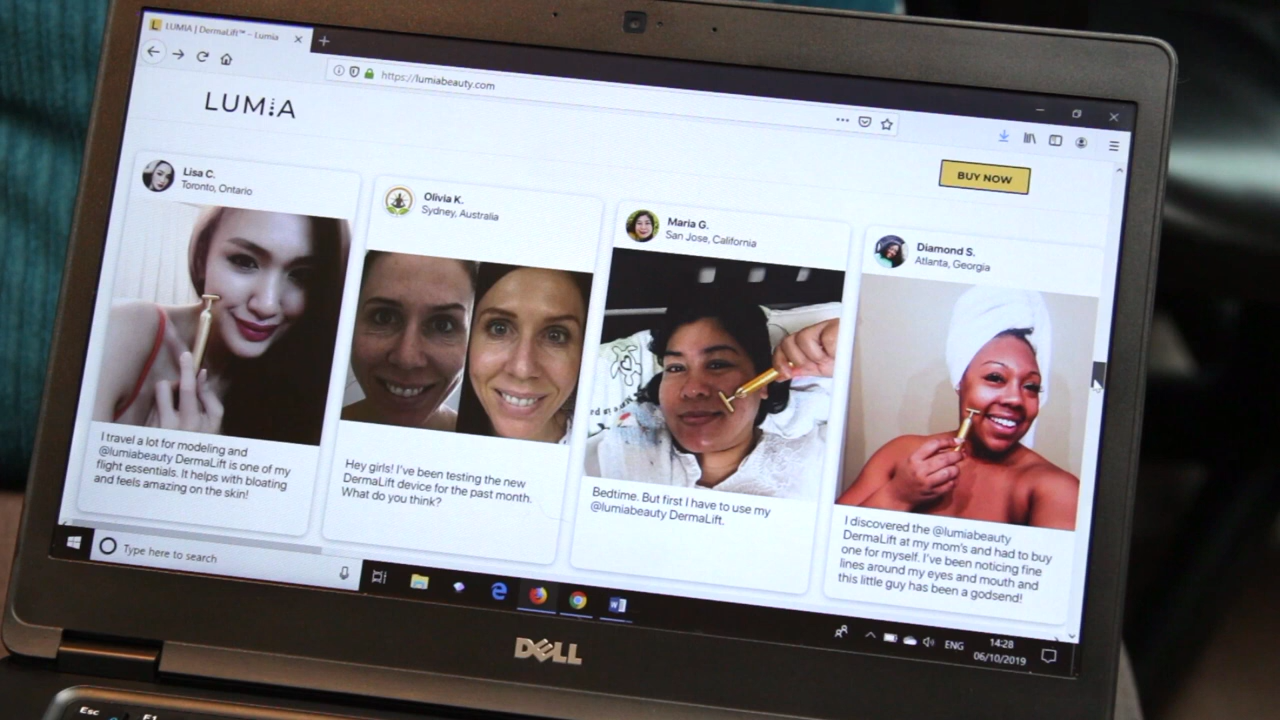 LUMIA | DermaLift™ – Lumia
https://lumiabeauty.com
LUMIA
BUY NOW
Lisa C.
Toronto, Ontario
I travel a lot for modeling and
@lumiabeauty DermaLift is one of my
flight essentials. It helps with bloating
and feels amazing on the skin!
Olivia K.
Sydney, Australia
Hey girls! I've been testing the new
DermaLift device for the past month.
What do you think?
Maria G.
San Jose, California
Bedtime. But first I have to use my
@lumiabeauty DermaLift.
Diamond S.
Atlanta, Georgia
I discovered the @lumiabeauty
DermaLift at my mom's and had to buy
one for myself. I've been noticing fine
lines around my eyes and mouth and
this little guy has been a godsend!
Type here to search
ENG
14:28
06/10/2019
DELL
Esc
F1